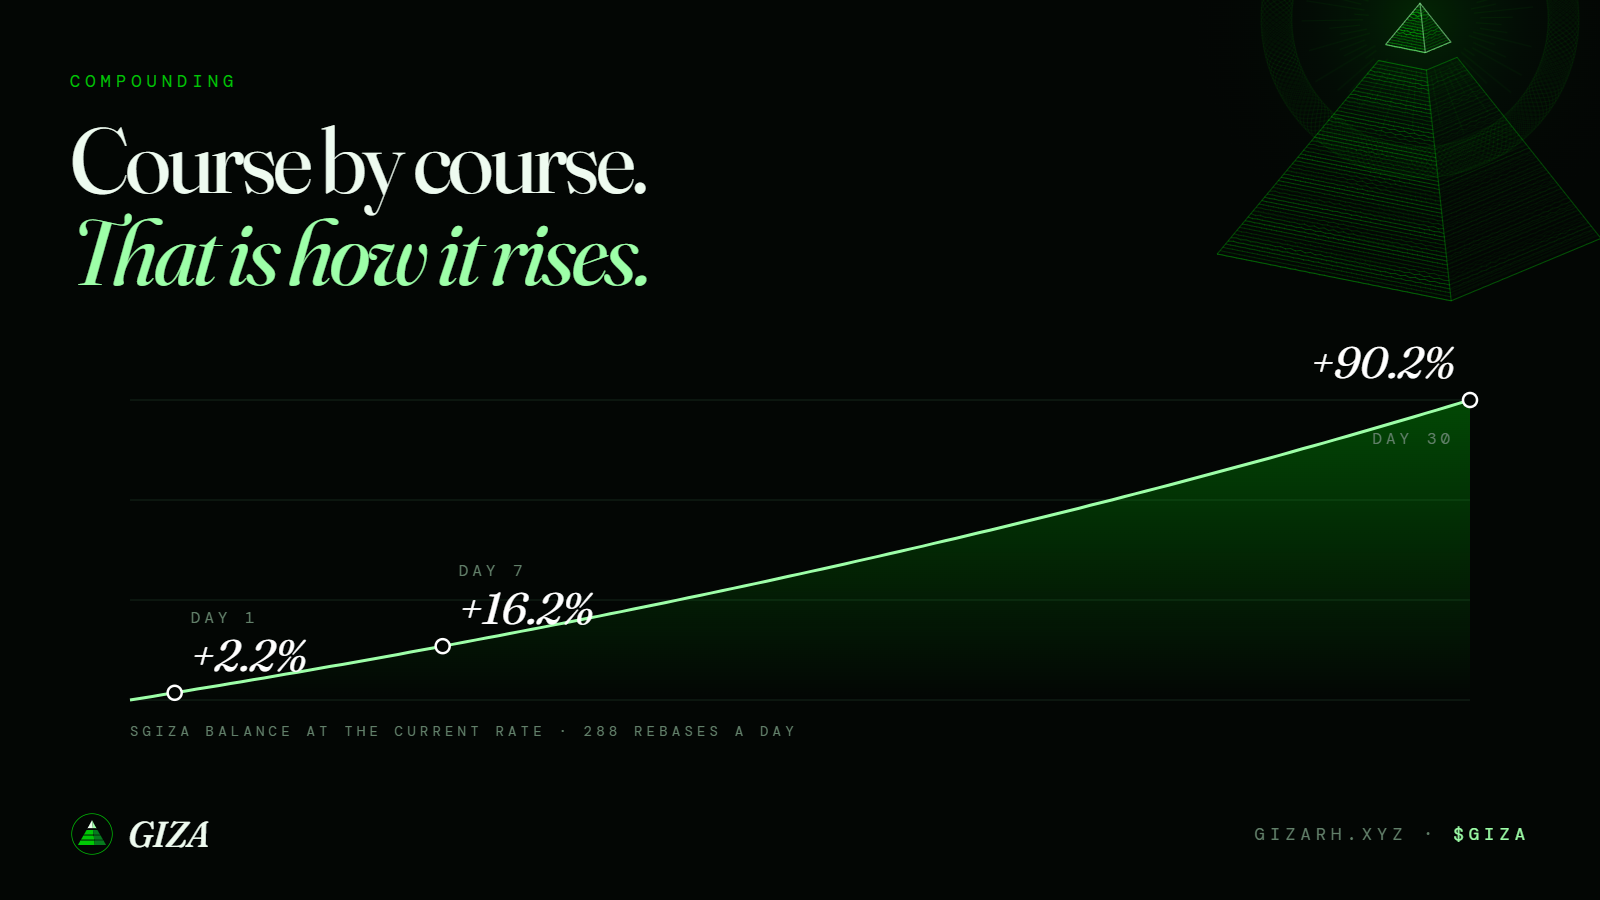 COMPOUNDING
Course by course.
That is how it rises.
+90.2%
DAY 30
DAY 7
+16.2%
DAY 1
+2.2%
SGIZA BALANCE AT THE CURRENT RATE · 288 REBASES A DAY
GIZA
GIZARH.XYZ · $GIZA